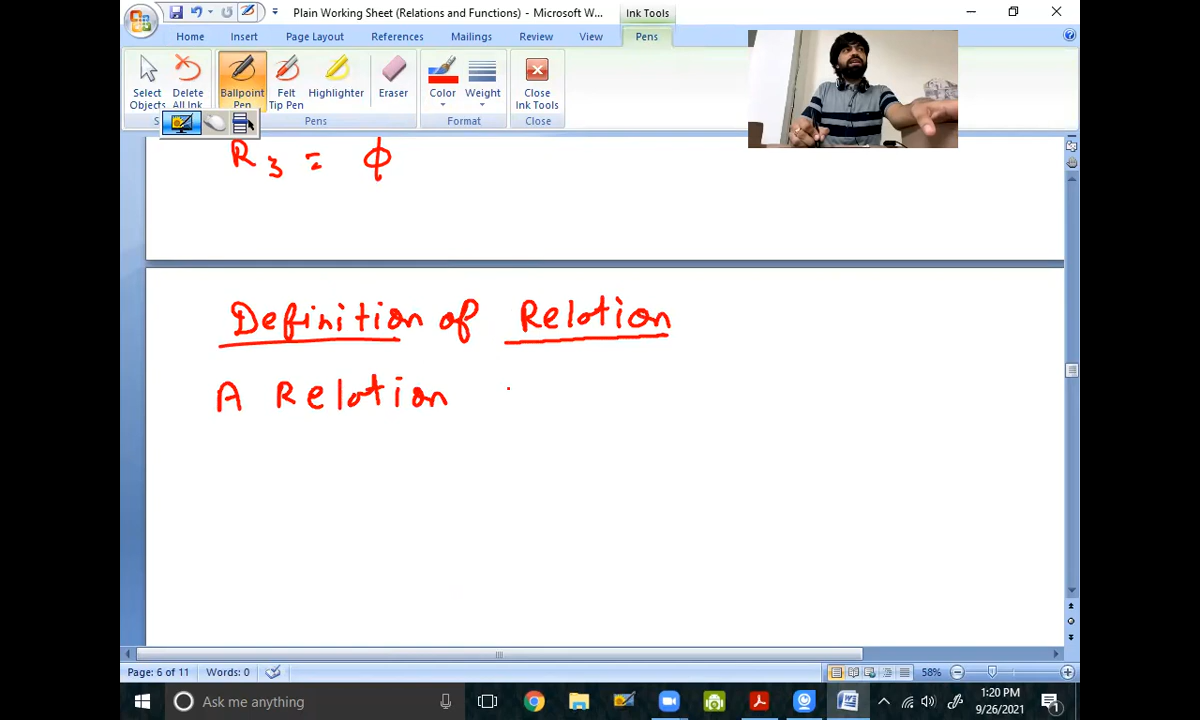 Plain Working Sheet (Relations and Functions) - Microsoft W...
Ink Tools
Home Insert Page Layout References Mailings Review View Pens
Select Objects
Delete All Ink
Ballpoint Pen
Felt Tip Pen
Highlighter
Eraser
Color
Weight
Close Ink Tools
Pens Format Close
R3 = ϕ
Definition of Relation
A Relation
Page: 6 of 11 Words: 0 58%
Ask me anything
1:20 PM
9/26/2021
1